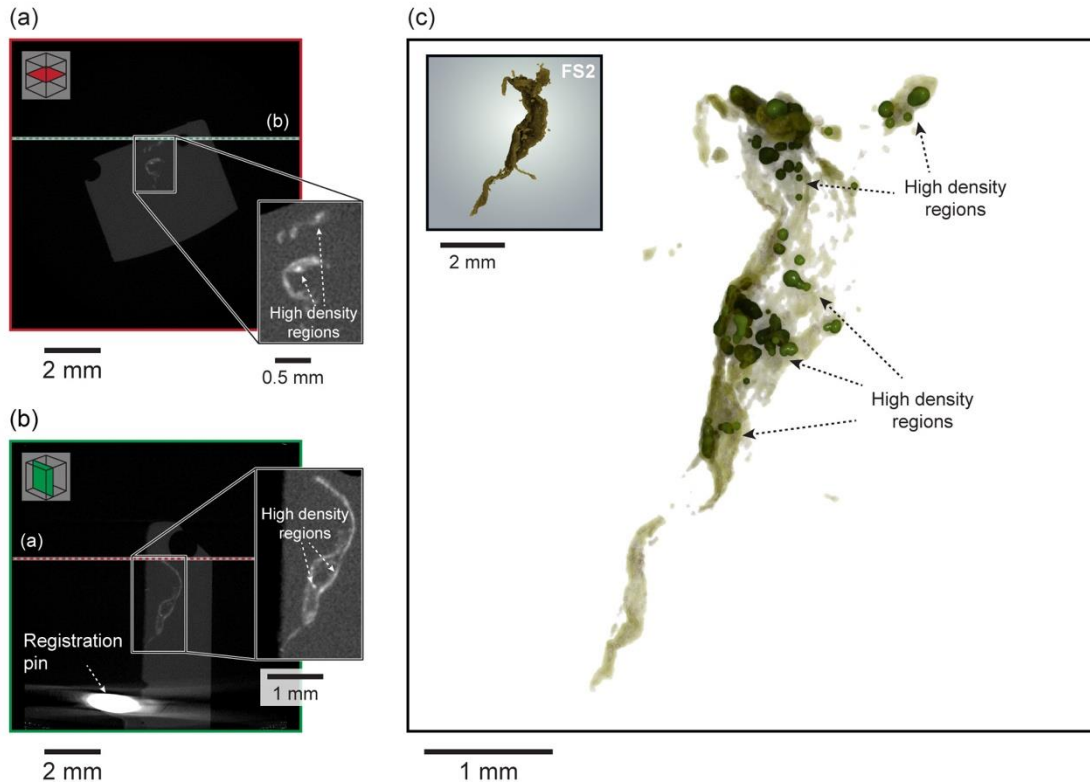 (a)
(b)
High density
regions
2 mm
0.5 mm
(b)
(a)
High density
regions
Registration
pin
1 mm
2 mm
(c)
FS2
2 mm
High density
regions
High density
regions
1 mm